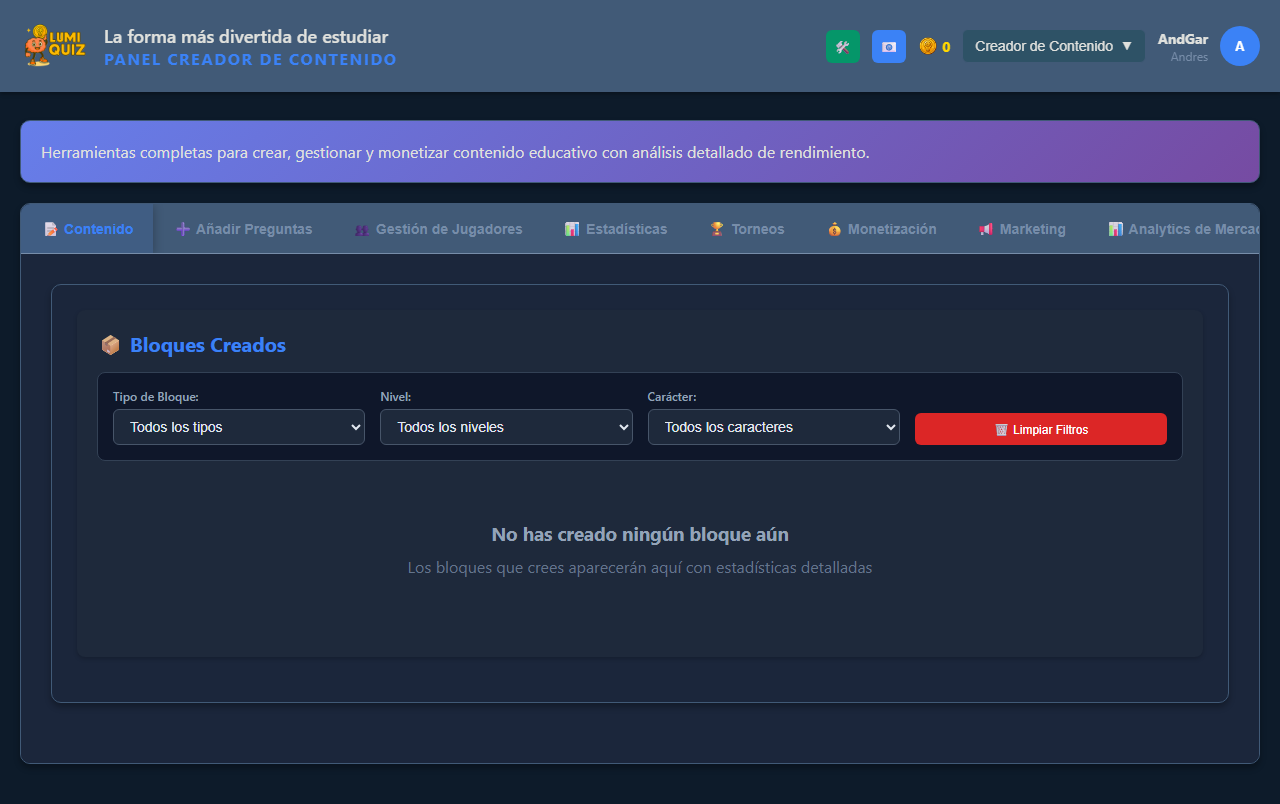 LUMI
QUIZ
La forma más divertida de estudiar
PANEL CREADOR DE CONTENIDO
0
Creador de Contenido ▼
AndGar
Andres
A
Herramientas completas para crear, gestionar y monetizar contenido educativo con análisis detallado de rendimiento.
Contenido
Añadir Preguntas
Gestión de Jugadores
Estadísticas
Torneos
Monetización
Marketing
Analytics de Mercad
Bloques Creados
Tipo de Bloque:
Nivel:
Carácter:
Todos los tipos
Todos los niveles
Todos los caracteres
Limpiar Filtros
No has creado ningún bloque aún
Los bloques que crees aparecerán aquí con estadísticas detalladas